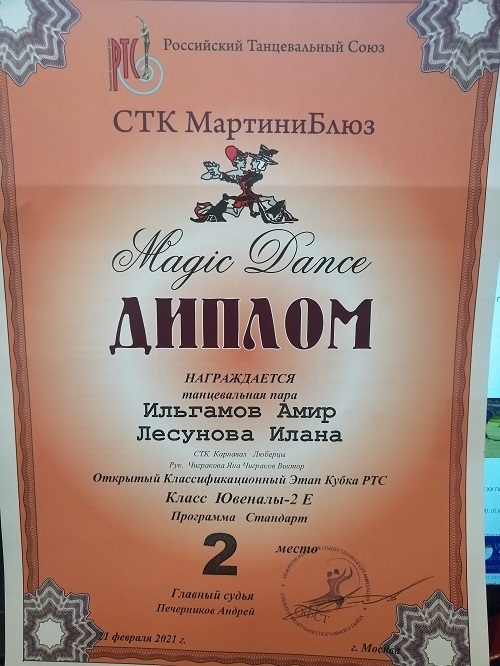 РТС
Российский Танцевальный Союз
СТК МартиниБлюз
Magic Dance
ДИПЛОМ
НАГРАЖДАЕТСЯ
танцевальная пара
Ильгамов Амир
Лесунова Илана
СТК Карнавал Люберцы
Рук. Чиеракова Яна Чиграков Виктор
Открытый Классификационный Этап Кубка РТС
Класс Ювеналы-2 Е
Программа Стандарт
2 место
Главный судья
Печерников Андрей
ОФСТ
21 февраля 2021 г.
г. Москва